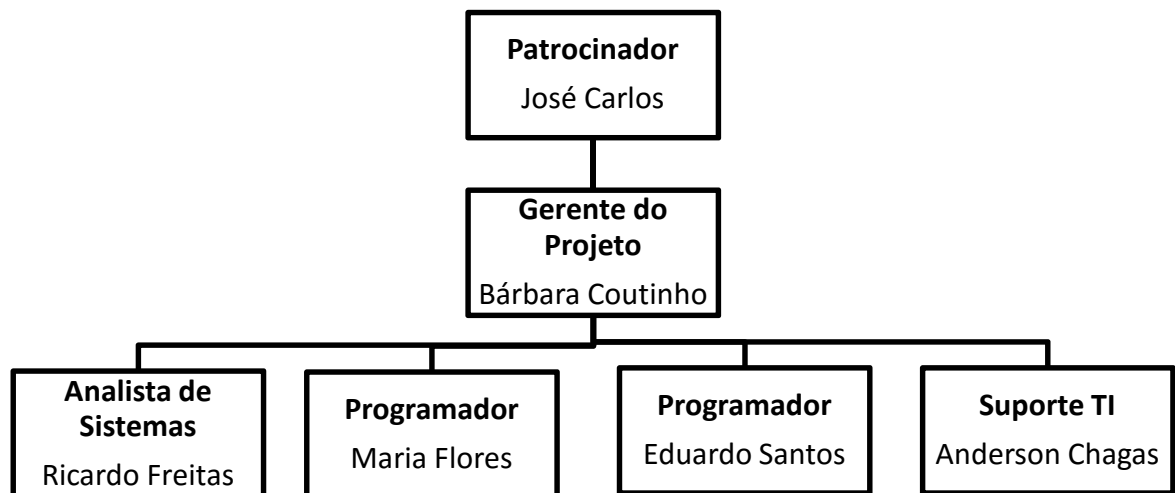 Patrocinador
José Carlos
Gerente do
Projeto
Bárbara Coutinho
Analista de
Sistemas
Ricardo Freitas
Programador
Maria Flores
Programador
Eduardo Santos
Suporte TI
Anderson Chagas